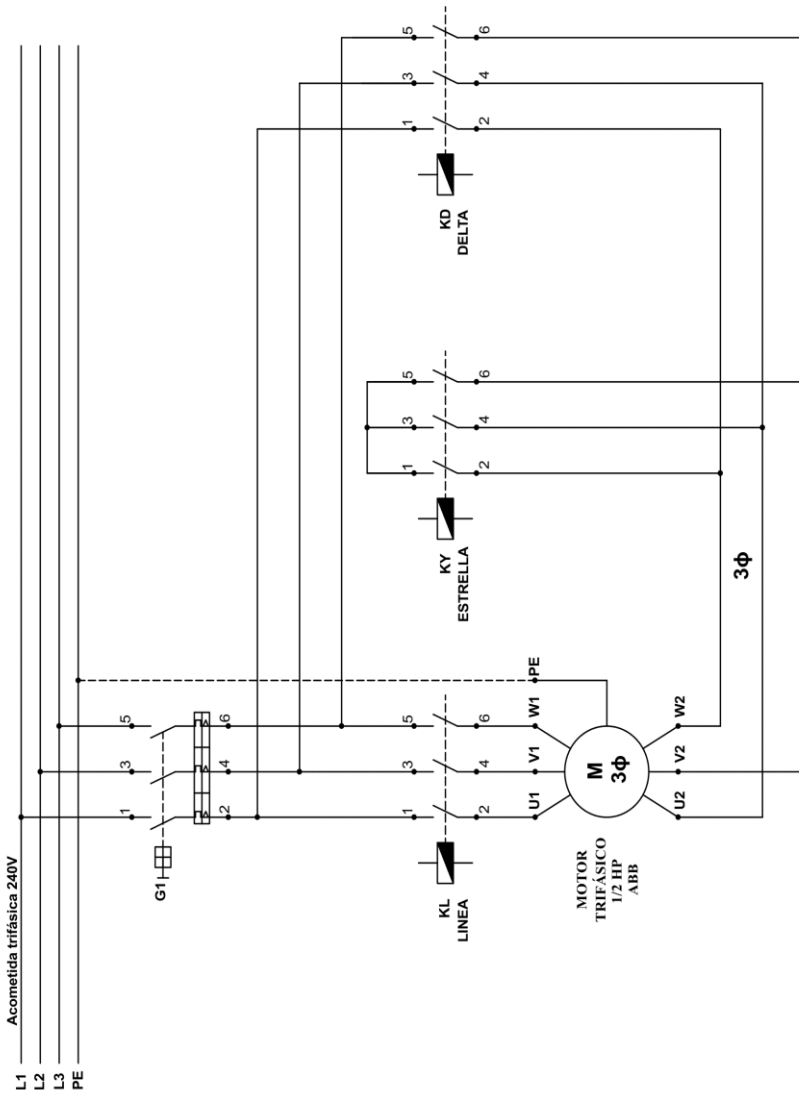 Acometida trifásica 240V
L1
L2
L3
PE
G1
1
3
5
2
4
6
KL
LINEA
1
3
5
2
4
6
U1
V1
W1
PE
M
3ф
U2
V2
W2
MOTOR
TRIFÁSICO
1/2 HP
ABB
KY
ESTRELLA
1
3
5
2
4
6
3ф
KD
DELTA
1
3
5
2
4
6